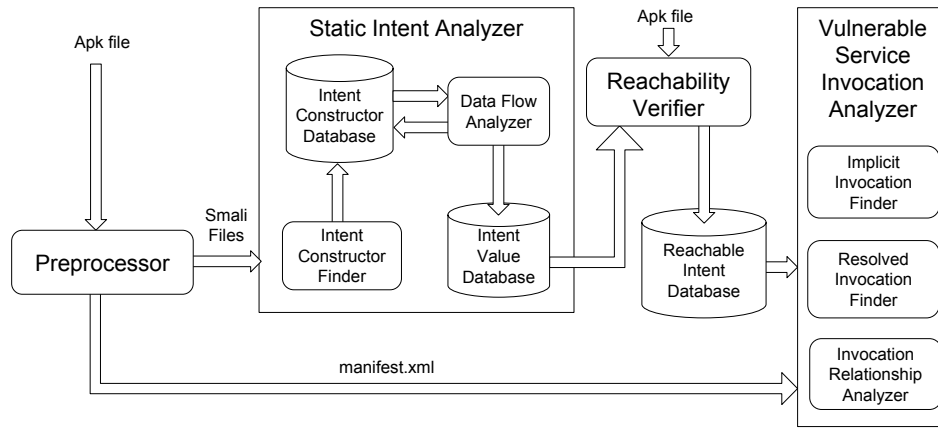 Apk file
Preprocessor
Smali
Files
manifest.xml
Static Intent Analyzer
Intent
Constructor
Database
Data Flow
Analyzer
Intent
Constructor
Finder
Intent
Value
Database
Apk file
Reachability
Verifier
Reachable
Intent
Database
Vulnerable
Service
Invocation
Analyzer
Implicit
Invocation
Finder
Resolved
Invocation
Finder
Invocation
Relationship
Analyzer